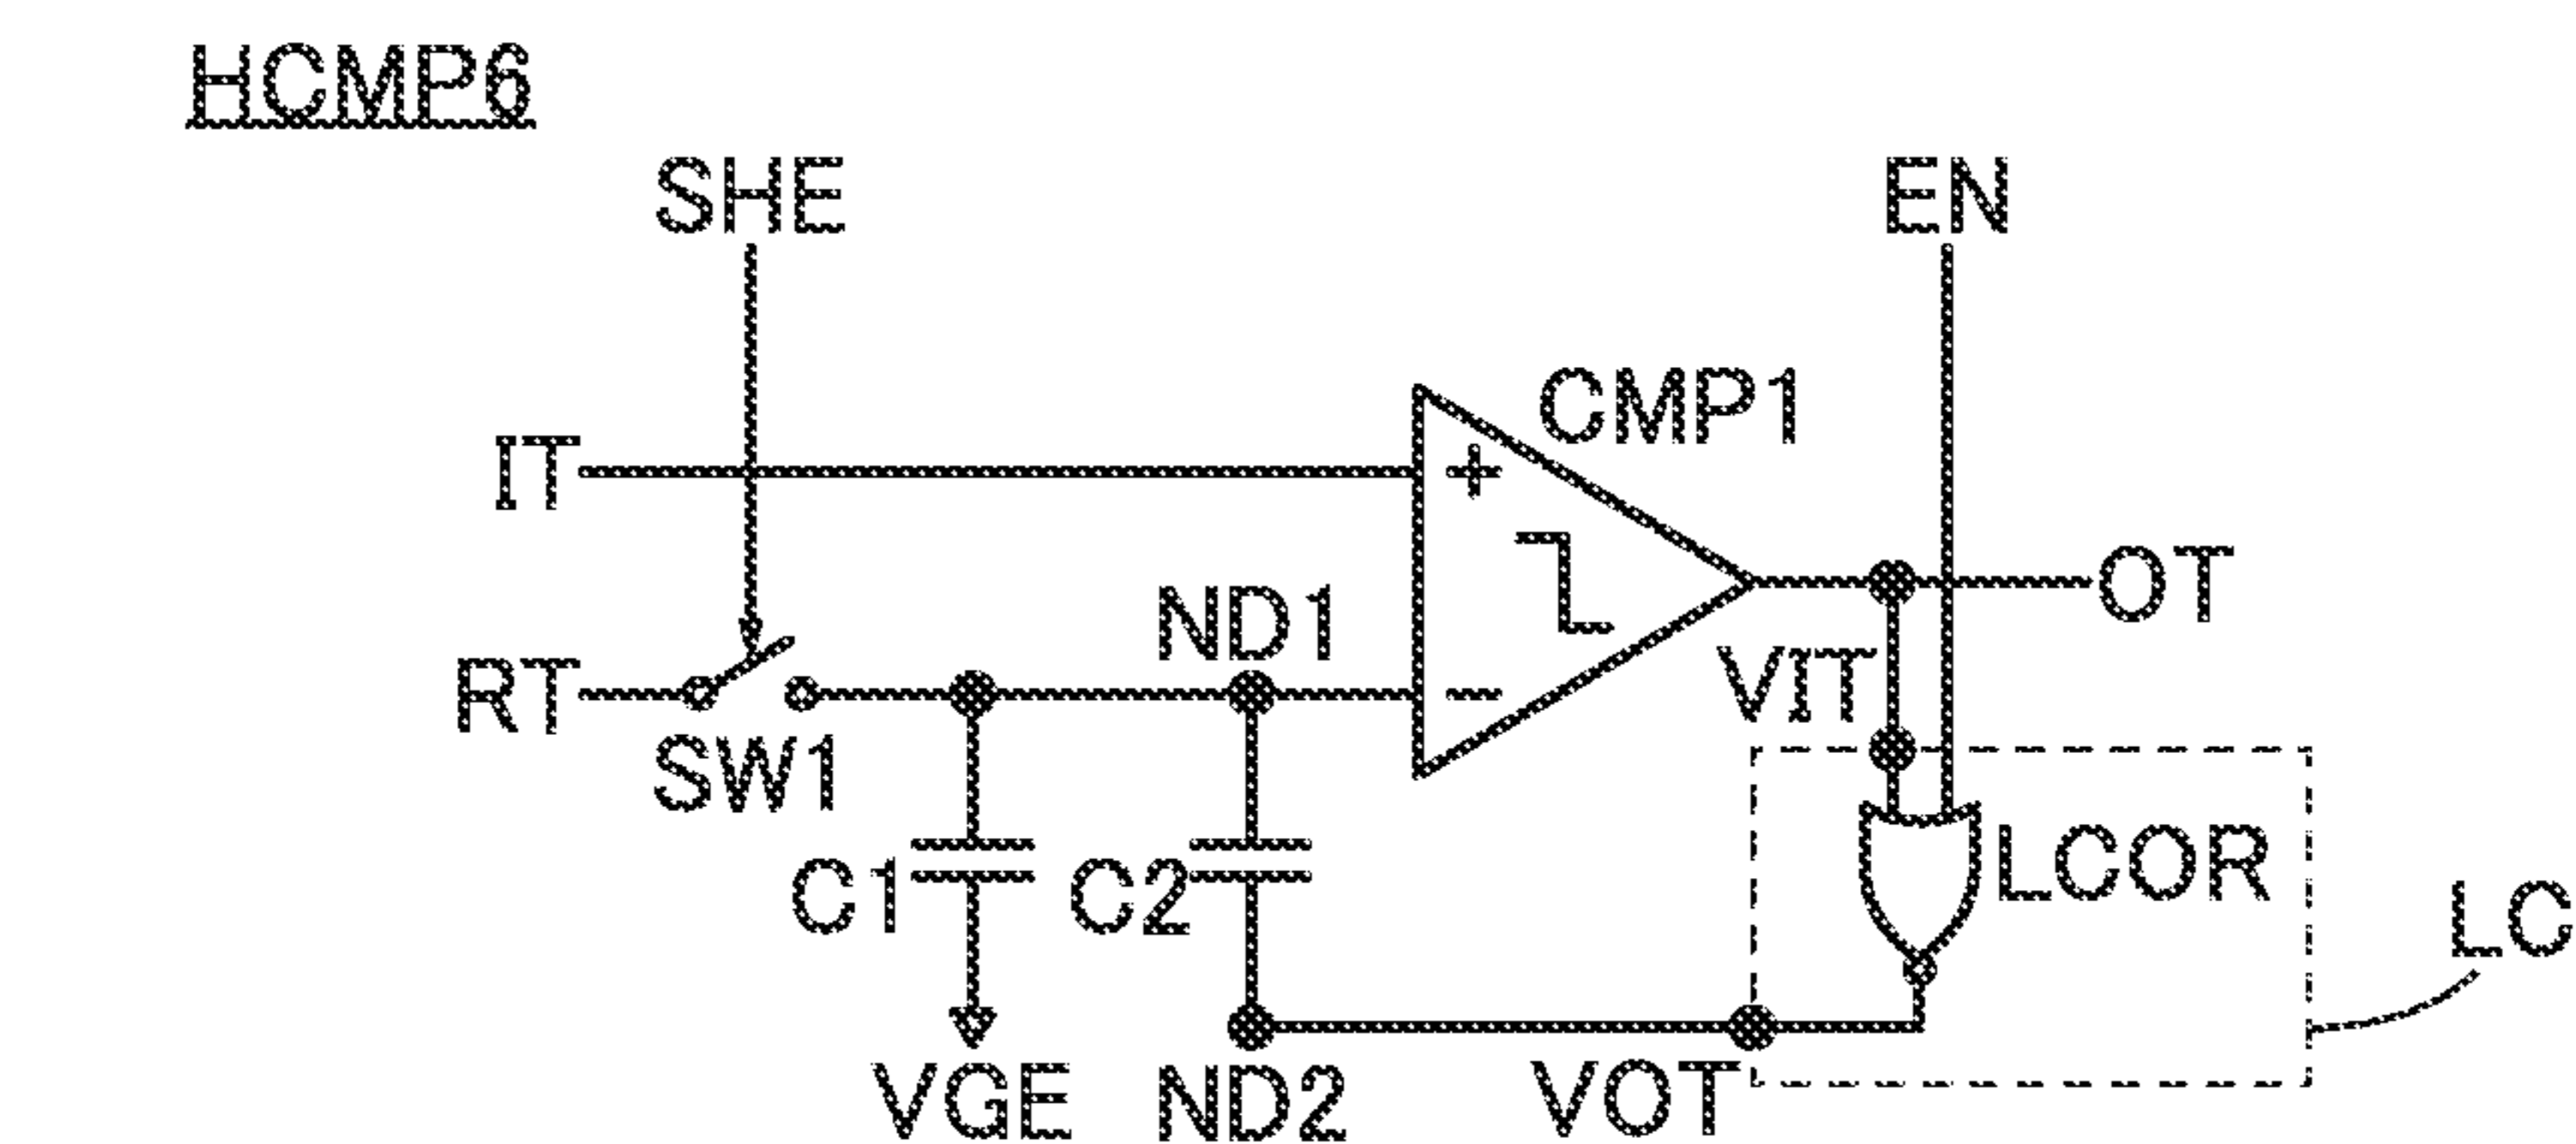 HCMP6
SHE
EN
CMP1
IT
+
OT
ND1
VIT
RT
−
SW1
LCOR
C1
C2
LC
VGE
ND2
VOT